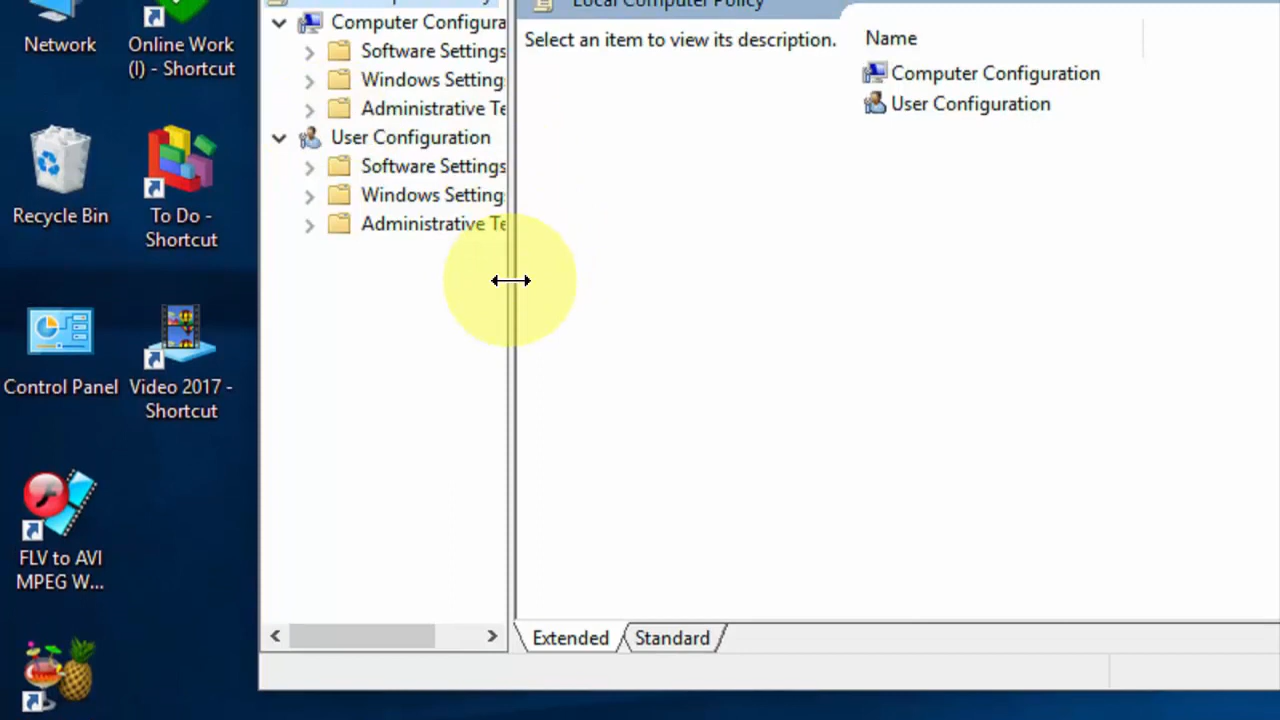 Network
Online Work
(I) - Shortcut
Recycle Bin
To Do -
Shortcut
Control Panel
Video 2017 -
Shortcut
FLV to AVI
MPEG W...
Computer Configura
Software Settings
Windows Setting
Administrative Te
User Configuration
Software Settings
Windows Setting
Administrative Te
Local Computer Policy
Select an item to view its description.
Name
Computer Configuration
User Configuration
Extended
Standard